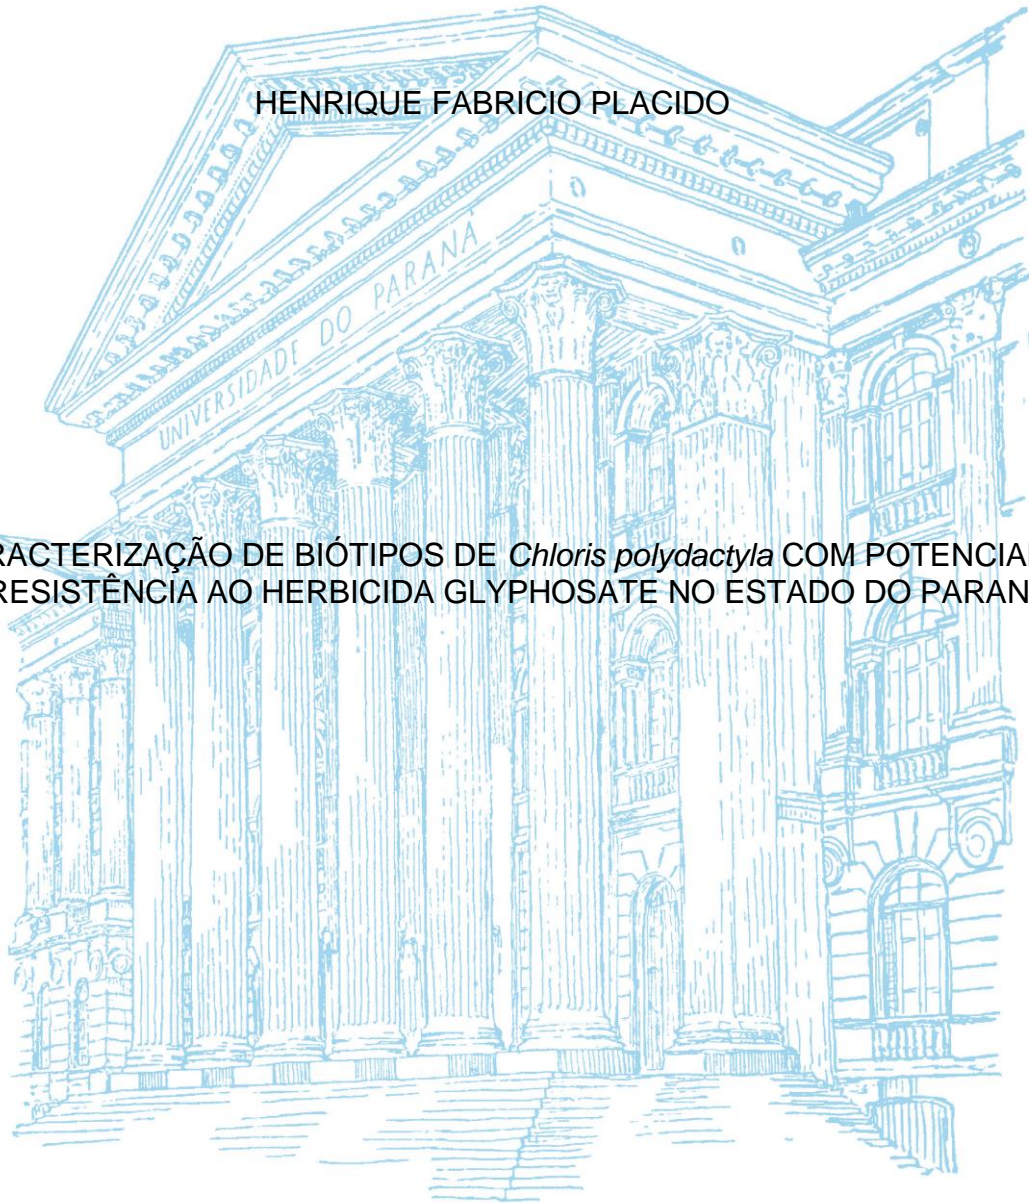 HENRIQUE FABRICIO PLACIDO
UNIVERSIDADE DO PARANÁ
RACTERIZAÇÃO DE BIÓTIPOS DE Chloris polydactyla COM POTENCIAL
RESISTÊNCIA AO HERBICIDA GLYPHOSATE NO ESTADO DO PARAN